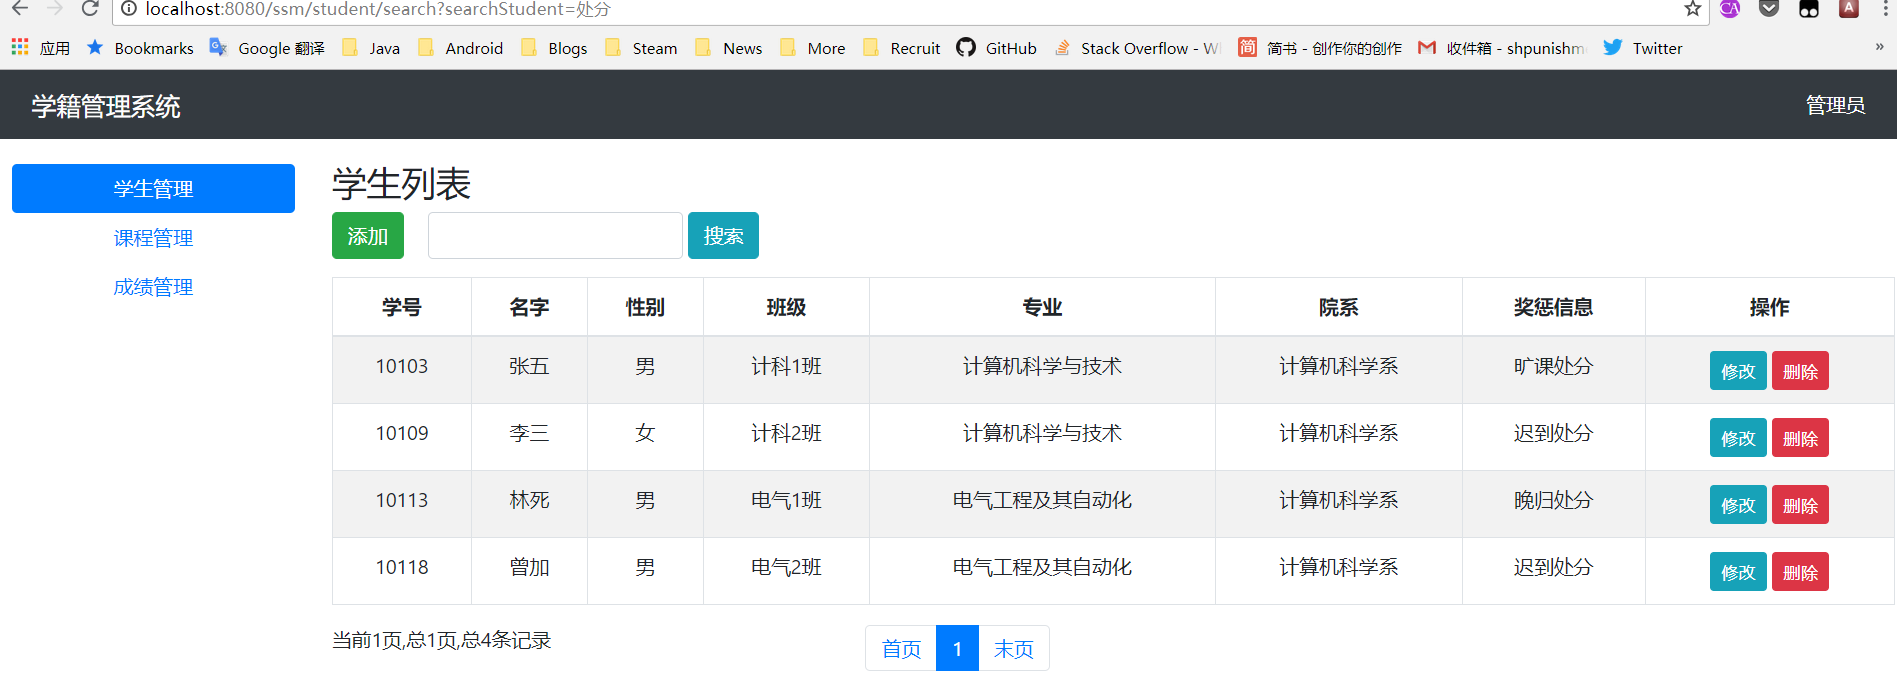 localhost:8080/ssm/student/search?searchStudent=处分
应用 Bookmarks Google 翻译 Java Android Blogs Steam News More Recruit GitHub Stack Overflow - W 简书 - 创作你的创作 收件箱 - shpunishm Twitter »
学籍管理系统 管理员
学生管理
课程管理
成绩管理
学生列表
添加 搜索
学号 名字 性别 班级 专业 院系 奖惩信息 操作
10103 张五 男 计科1班 计算机科学与技术 计算机科学系 旷课处分 修改 删除
10109 李三 女 计科2班 计算机科学与技术 计算机科学系 迟到处分 修改 删除
10113 林死 男 电气1班 电气工程及其自动化 计算机科学系 晚归处分 修改 删除
10118 曾加 男 电气2班 电气工程及其自动化 计算机科学系 迟到处分 修改 删除
当前1页,总1页,总4条记录
首页 1 末页